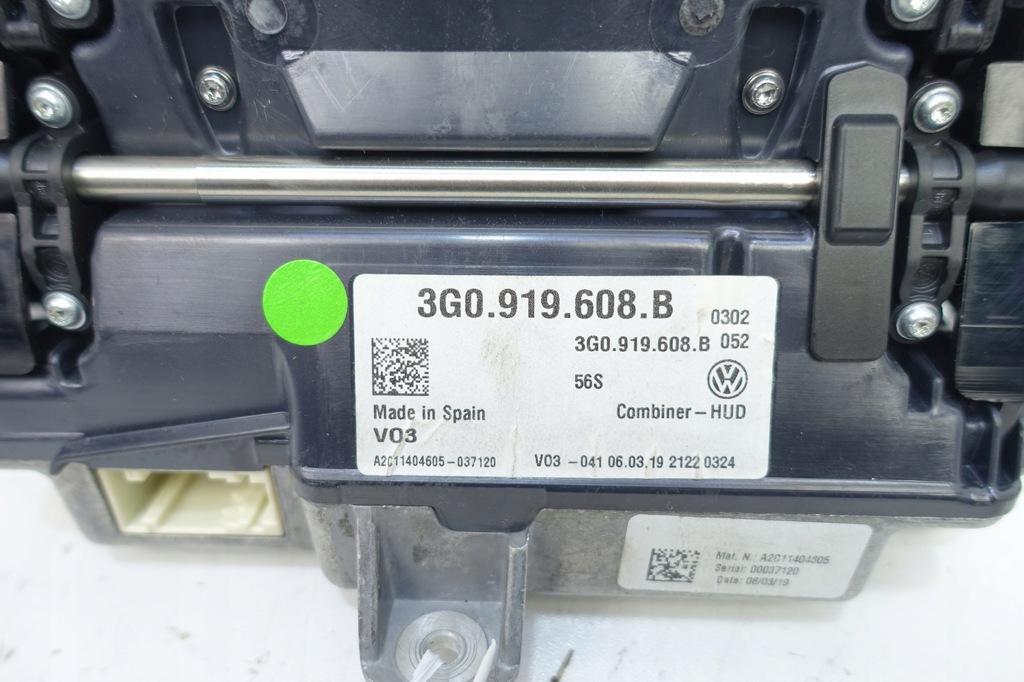 3G0.919.608.B
0302
3G0.919.608.B 052
56S
Made in Spain
Combiner-HUD
V03
A2C11404605-037120
V03 -041 06.03.19 2122 0324
Mat. N.: A2C11404605
Serial: 00037120
Data: 06/03/19